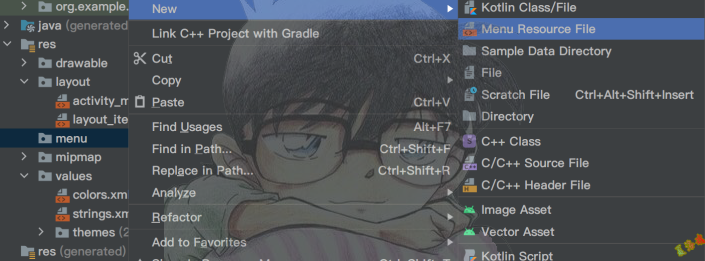 org.example.
java (generated)
res
drawable
layout
activity_m
layout_ite
menu
mipmap
values
colors.xm
strings.xm
themes (2
res (generated)
New
Link C++ Project with Gradle
Cut Ctrl+X
Copy
Paste Ctrl+V
Find Usages Alt+F7
Find in Path... Ctrl+Shift+F
Replace in Path... Ctrl+Shift+R
Analyze
Refactor
Add to Favorites
Kotlin Class/File
Menu Resource File
Sample Data Directory
File
Scratch File Ctrl+Alt+Shift+Insert
Directory
C++ Class
C/C++ Source File
C/C++ Header File
Image Asset
Vector Asset
Kotlin Script